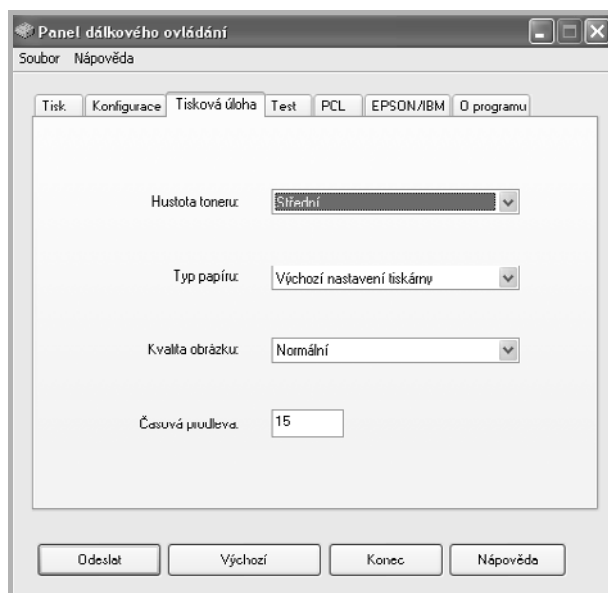 Panel dálkového ovládání
Soubor Nápověda
Tisk Konfigurace Tisková úloha Test PCL EPSON/IBM O programu
Hustota toneru: Střední
Typ papíru: Výchozí nastavení tiskárny
Kvalita obrázku: Normální
Časová prodleva: 15
Odeslat Výchozí Konec Nápověda